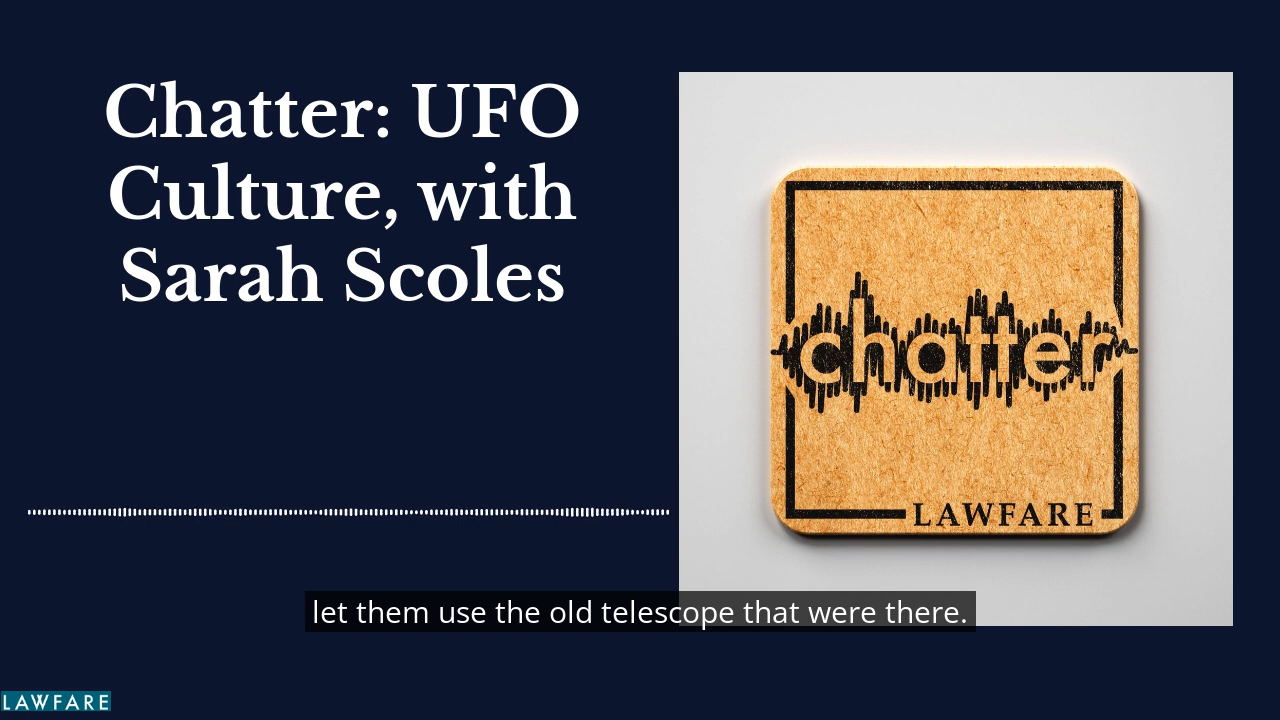 Chatter: UFO
Culture, with
Sarah Scoles
chatter
LAWFARE
let them use the old telescope that were there.
LAWFARE